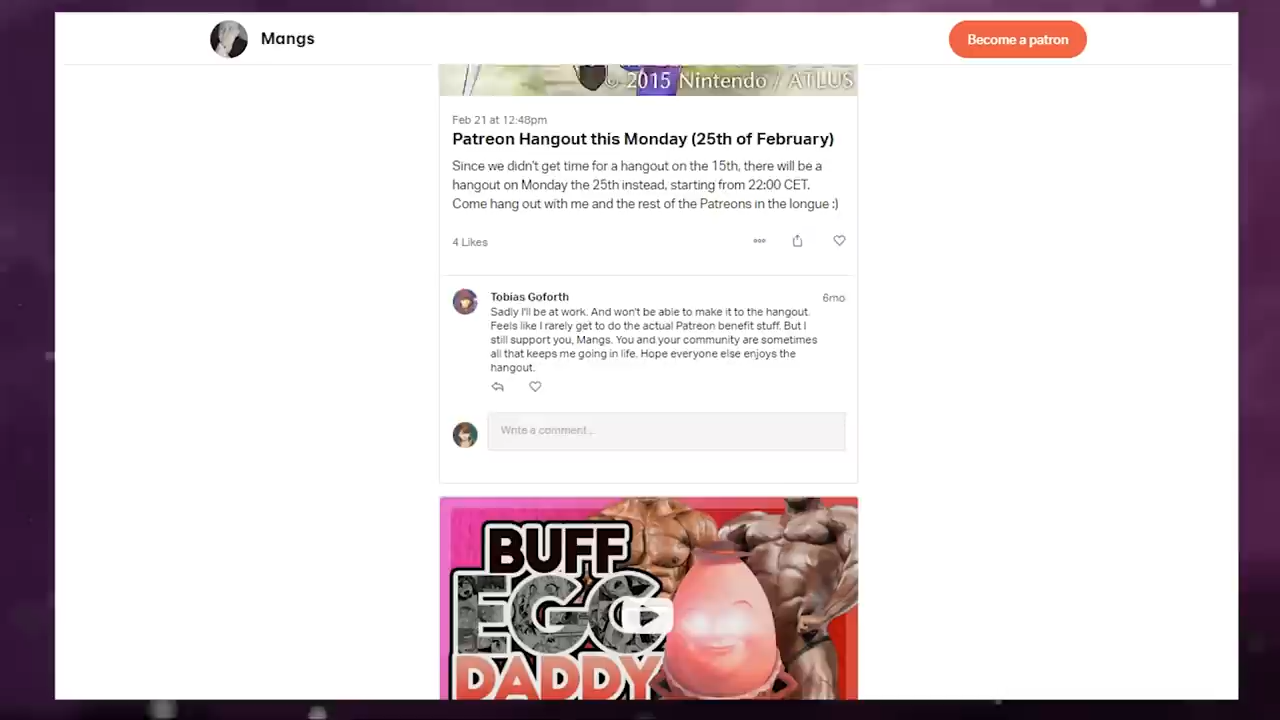 Mangs
Become a patron
© 2015 Nintendo / ATLUS
Feb 21 at 12:48pm
Patreon Hangout this Monday (25th of February)
Since we didn't get time for a hangout on the 15th, there will be a
hangout on Monday the 25th instead, starting from 22:00 CET.
Come hang out with me and the rest of the Patreons in the longue :)
4 Likes
Tobias Goforth
6mo
Sadly I'll be at work. And won't be able to make it to the hangout.
Feels like I rarely get to do the actual Patreon benefit stuff. But I
still support you, Mangs. You and your community are sometimes
all that keeps me going in life. Hope everyone else enjoys the
hangout.
Write a comment...
BUFF
EGG
DADDY